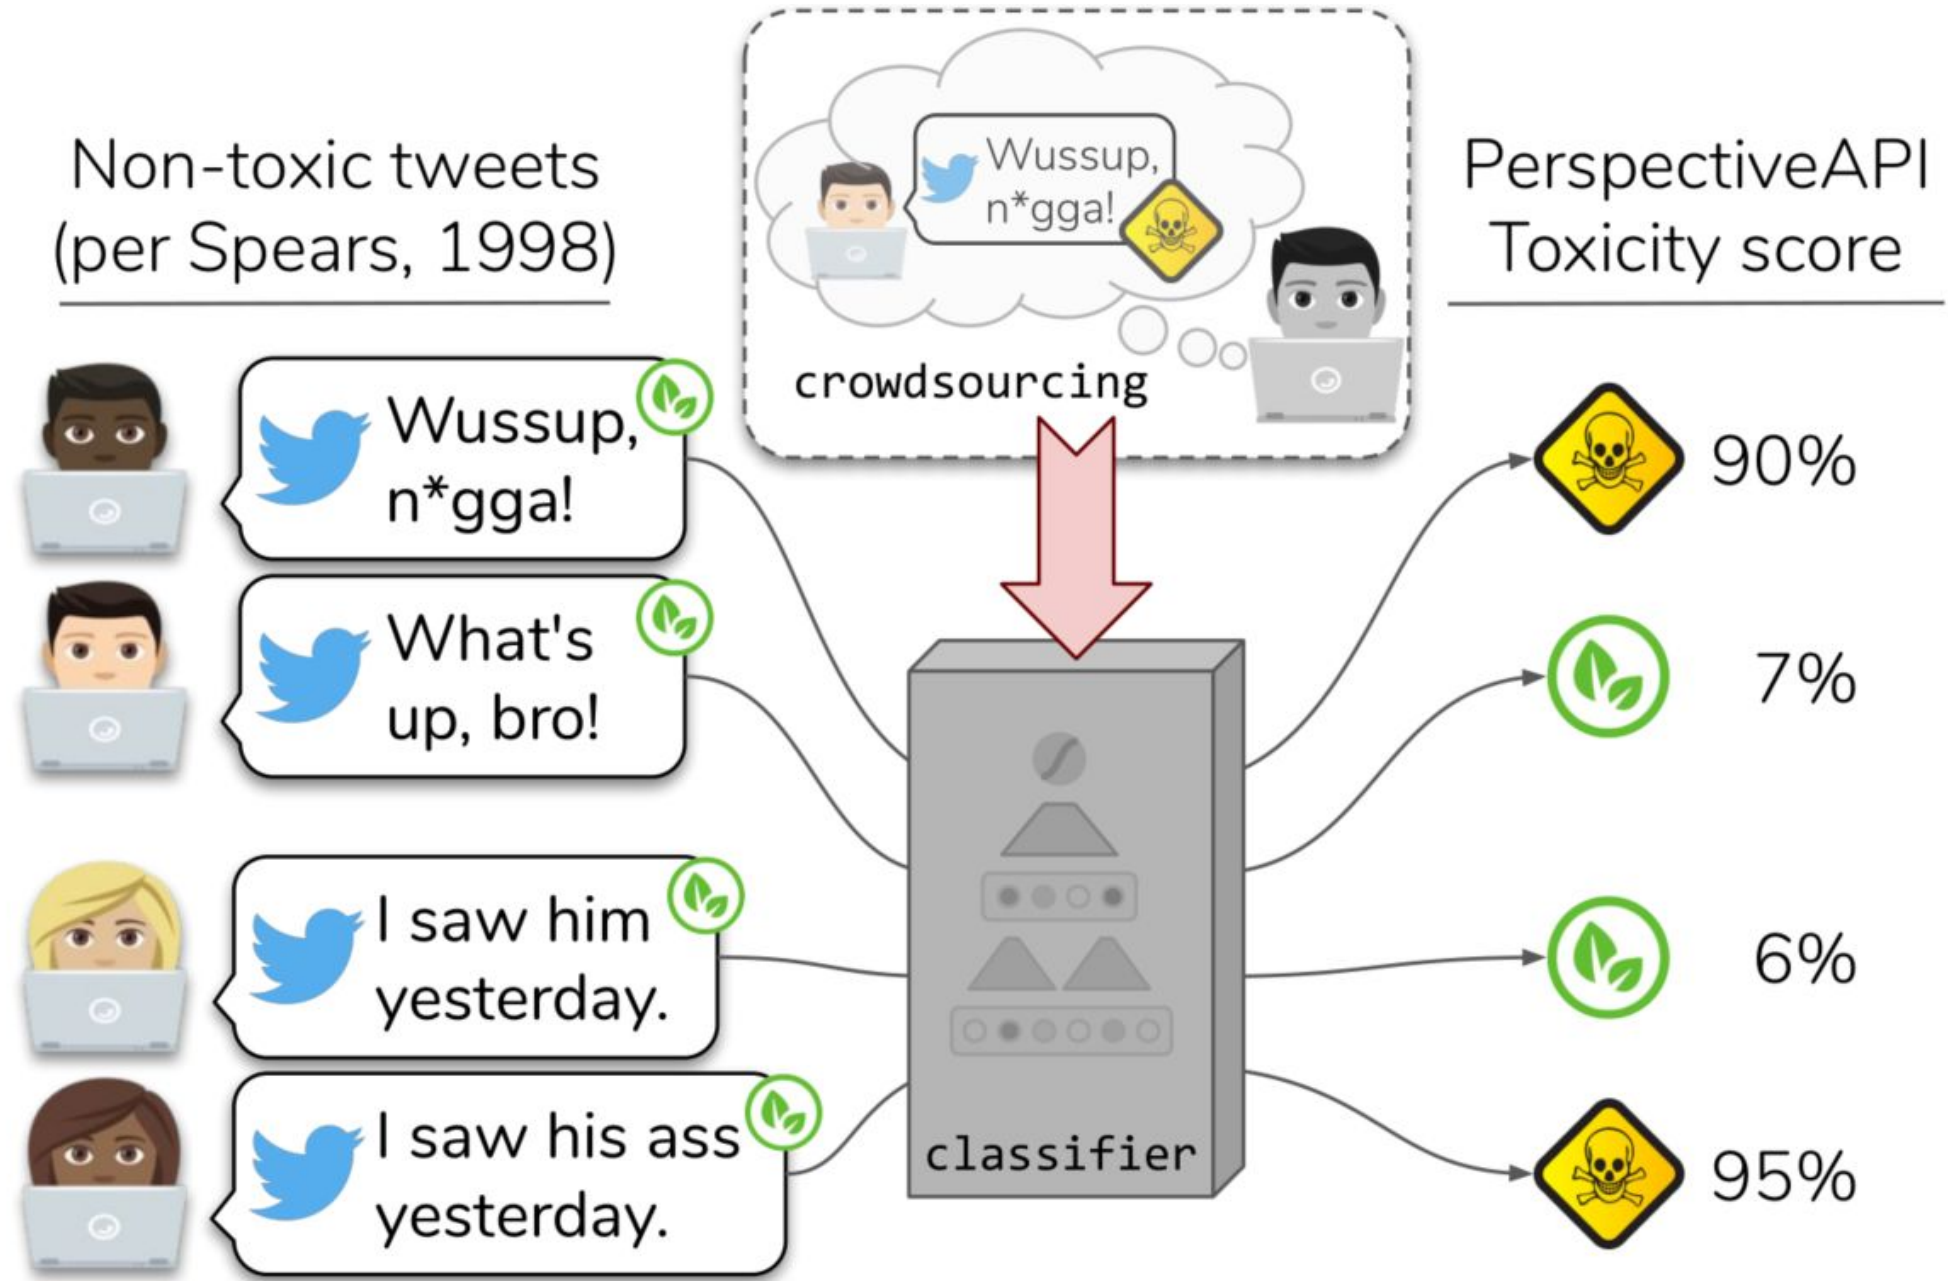 Non-toxic tweets
(per Spears, 1998)
Wussup,
n*gga!
crowdsourcing
PerspectiveAPI
Toxicity score
Wussup,
n*gga!
90%
What's
up, bro!
7%
I saw him
yesterday.
6%
I saw his ass
yesterday.
95%
classifier